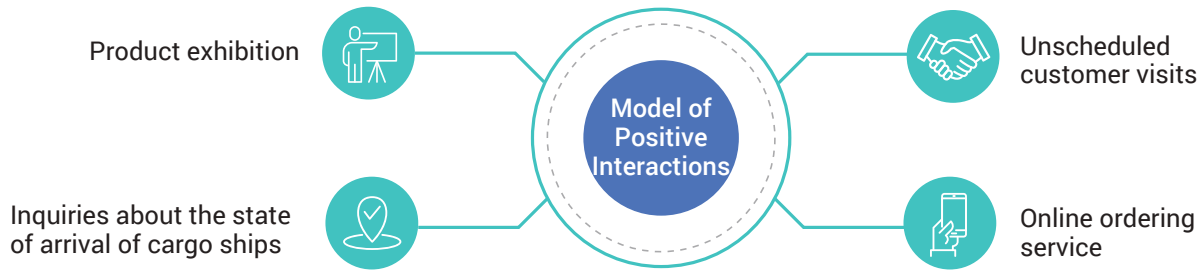 Product exhibition
Unscheduled
customer visits
Model of
Positive
Interactions
Inquiries about the state
of arrival of cargo ships
Online ordering
service